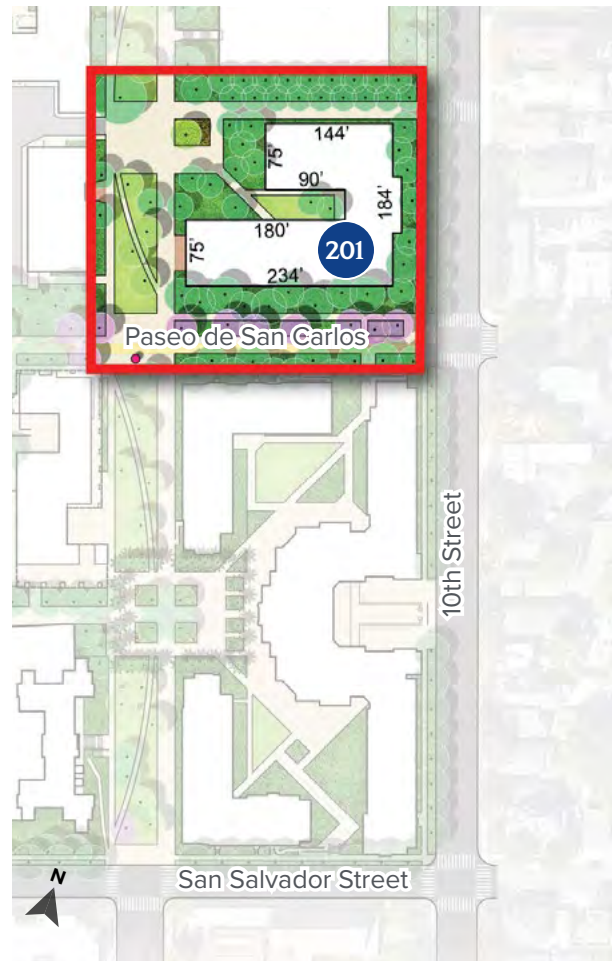 144'
75'
90'
184'
180'
201
75'
234'
Paseo de San Carlos
10th Street
San Salvador Street
N